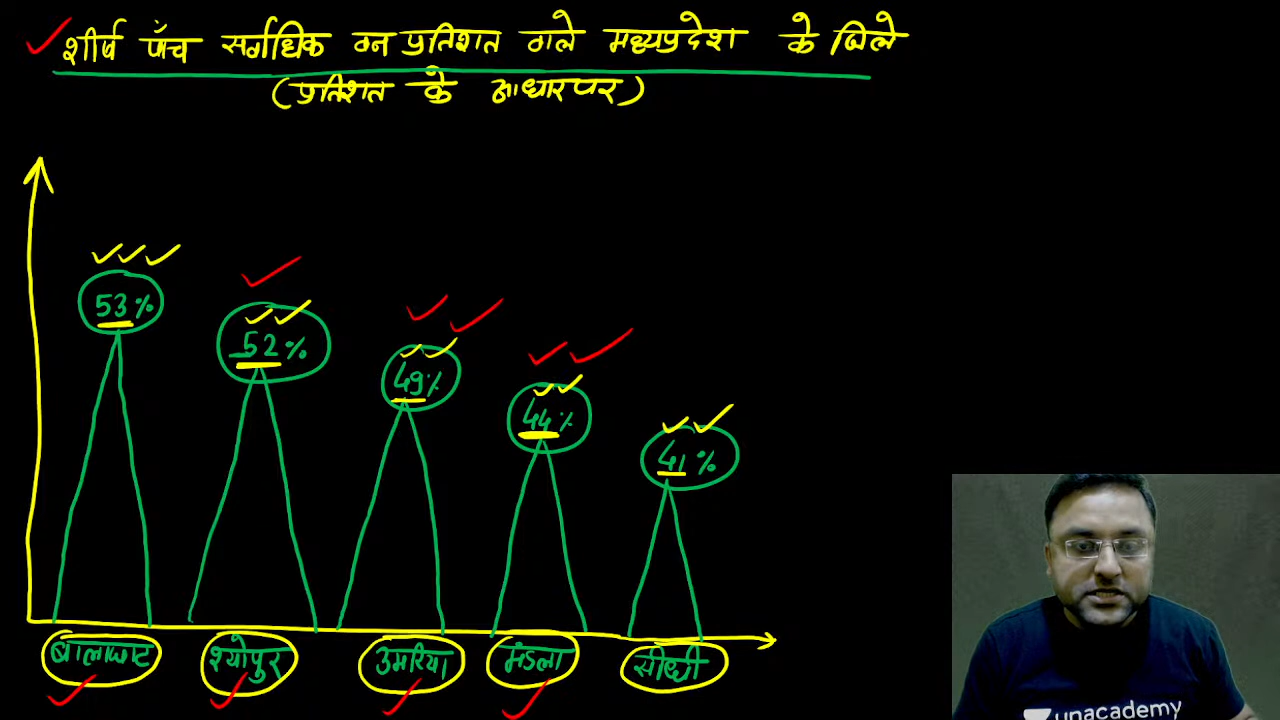 शीर्ष पाँच सर्वाधिक वन प्रतिशत वाले मध्यप्रदेश के जिले
(प्रतिशत के आधार पर)
53%
52%
49%
44%
41%
बालाघाट श्योपुर उमरिया मंडला सीधी
unacademy